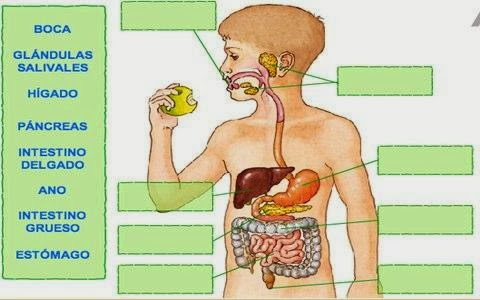 BOCA
GLÁNDULAS
SALIVALES
HÍGADO
PÁNCREAS
INTESTINO
DELGADO
ANO
INTESTINO
GRUESO
ESTÓMAGO